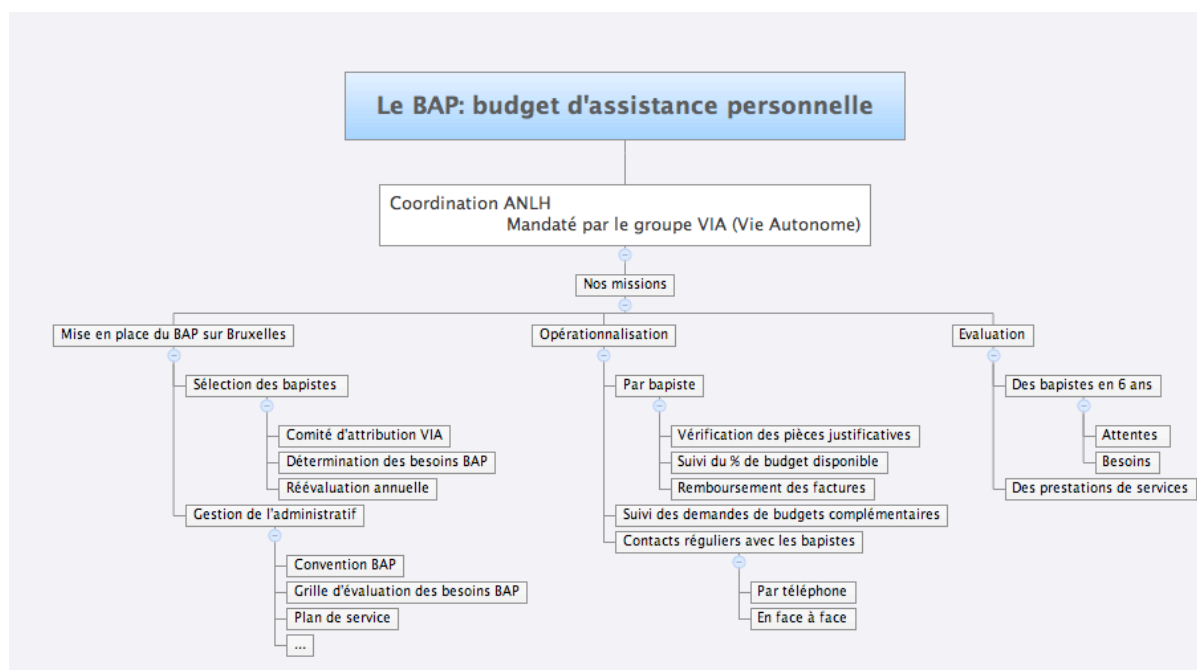 Le BAP: budget d'assistance personnelle
Coordination ANLH
Mandaté par le groupe VIA (Vie Autonome)
Nos missions
Mise en place du BAP sur Bruxelles
Sélection des bapistes
Comité d'attribution VIA
Détermination des besoins BAP
Réévaluation annuelle
Gestion de l'administratif
Convention BAP
Grille d'évaluation des besoins BAP
Plan de service
...
Opérationnalisation
Par bapiste
Vérification des pièces justificatives
Suivi du % de budget disponible
Remboursement des factures
Suivi des demandes de budgets complémentaires
Contacts réguliers avec les bapistes
Par téléphone
En face à face
Evaluation
Des bapistes en 6 ans
Attentes
Besoins
Des prestations de services